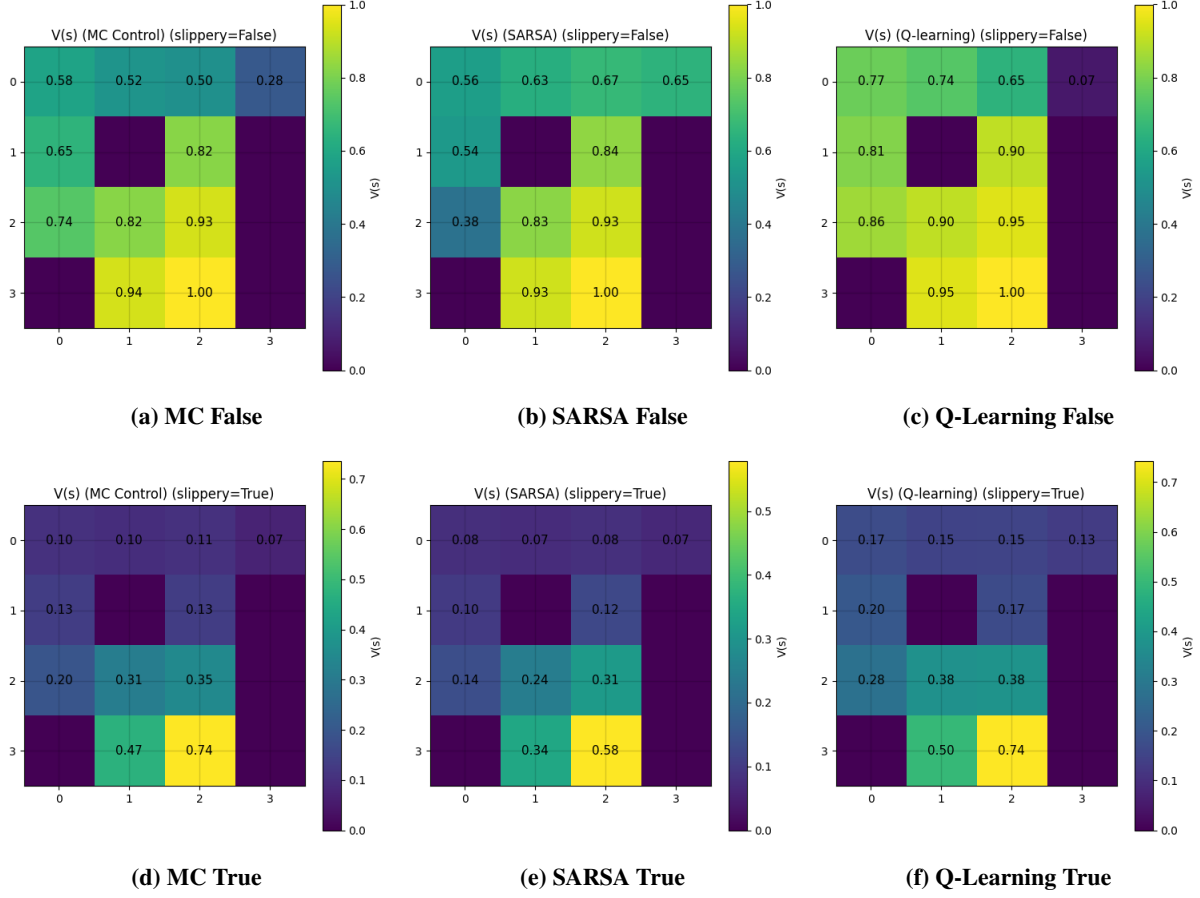 V(s) (MC Control) (slippery=False)
0 0.58 0.52 0.50 0.28
1 0.65 0.82
2 0.74 0.82 0.93
3 0.94 1.00
0 1 2 3
1.0
0.8
0.6
0.4
0.2
0.0
V(s)
(a) MC False
V(s) (SARSA) (slippery=False)
0 0.56 0.63 0.67 0.65
1 0.54 0.84
2 0.38 0.83 0.93
3 0.93 1.00
0 1 2 3
1.0
0.8
0.6
0.4
0.2
0.0
V(s)
(b) SARSA False
V(s) (Q-learning) (slippery=False)
0 0.77 0.74 0.65 0.07
1 0.81 0.90
2 0.86 0.90 0.95
3 0.95 1.00
0 1 2 3
1.0
0.8
0.6
0.4
0.2
0.0
V(s)
(c) Q-Learning False
V(s) (MC Control) (slippery=True)
0 0.10 0.10 0.11 0.07
1 0.13 0.13
2 0.20 0.31 0.35
3 0.47 0.74
0 1 2 3
0.7
0.6
0.5
0.4
0.3
0.2
0.1
0.0
V(s)
(d) MC True
V(s) (SARSA) (slippery=True)
0 0.08 0.07 0.08 0.07
1 0.10 0.12
2 0.14 0.24 0.31
3 0.34 0.58
0 1 2 3
0.5
0.4
0.3
0.2
0.1
0.0
V(s)
(e) SARSA True
V(s) (Q-learning) (slippery=True)
0 0.17 0.15 0.15 0.13
1 0.20 0.17
2 0.28 0.38 0.38
3 0.50 0.74
0 1 2 3
0.7
0.6
0.5
0.4
0.3
0.2
0.1
0.0
V(s)
(f) Q-Learning True